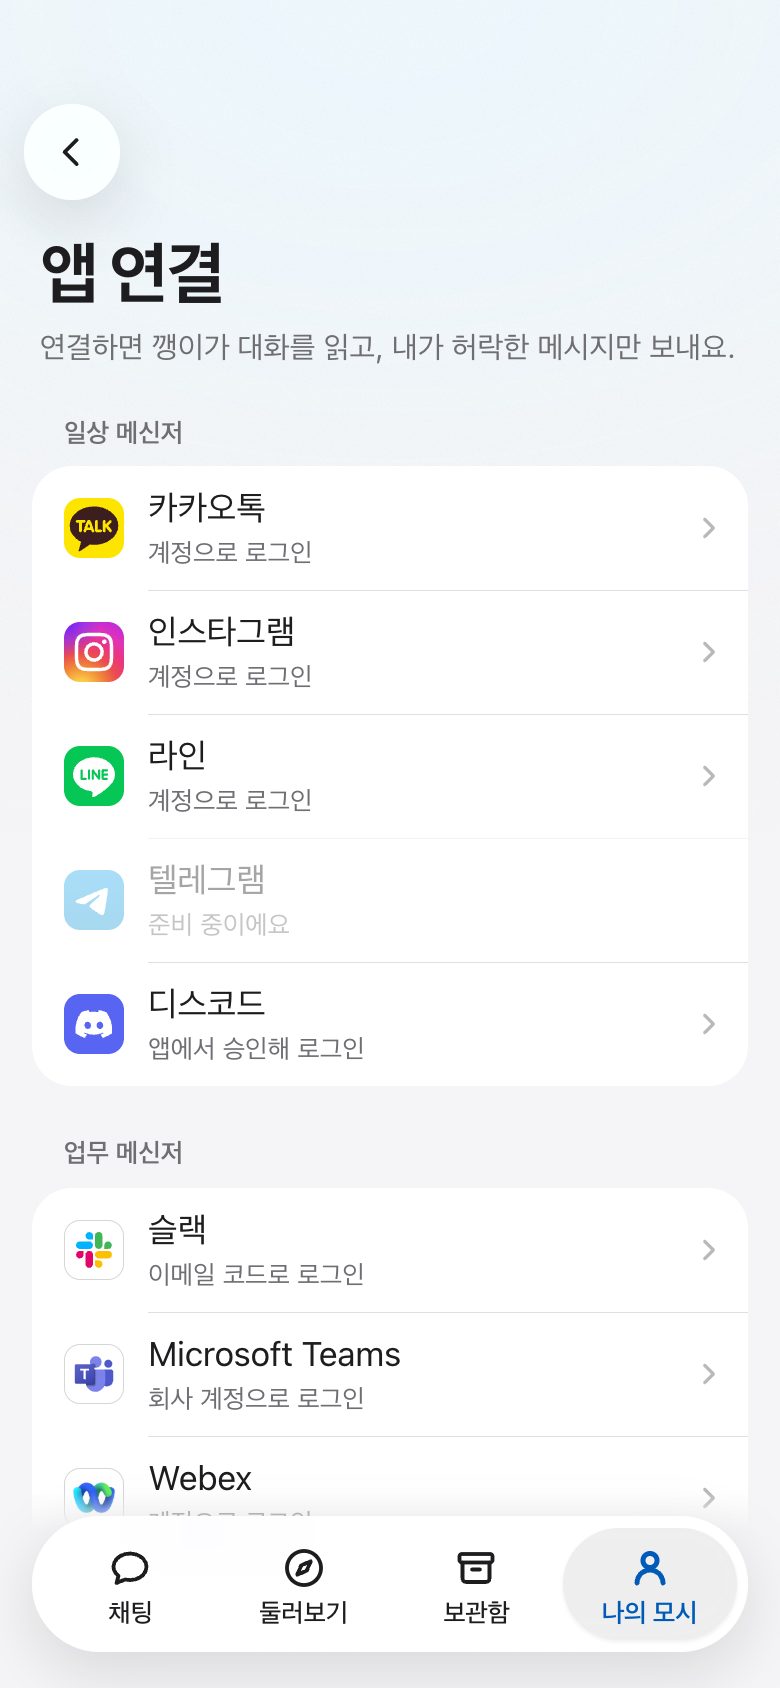 앱 연결
연결하면 깽이가 대화를 읽고, 내가 허락한 메시지만 보내요.
일상 메신저
TALK
카카오톡
계정으로 로그인
인스타그램
계정으로 로그인
LINE
라인
계정으로 로그인
텔레그램
준비 중이에요
디스코드
앱에서 승인해 로그인
업무 메신저
슬랙
이메일 코드로 로그인
T
Microsoft Teams
회사 계정으로 로그인
Webex
채팅
둘러보기
보관함
나의 모시